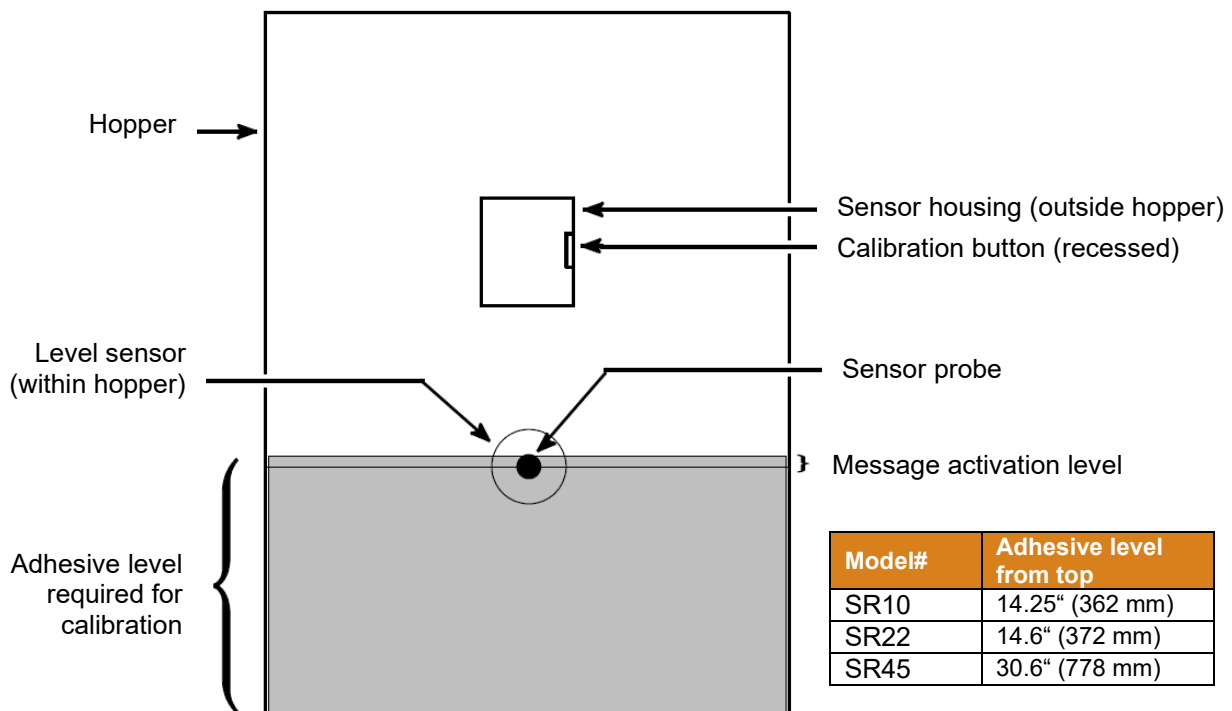 Hopper
Sensor housing (outside hopper)
Calibration button (recessed)
Level sensor
(within hopper)
Sensor probe
Message activation level
Adhesive level
required for
calibration
Model# Adhesive level
from top
SR10 14.25“ (362 mm)
SR22 14.6“ (372 mm)
SR45 30.6“ (778 mm)